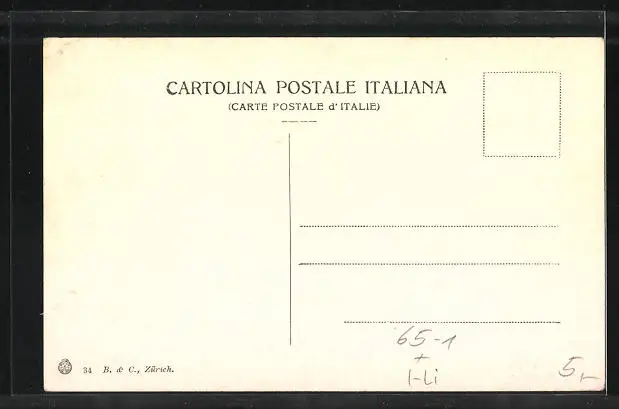 CARTOLINA POSTALE ITALIANA
(CARTE POSTALE d'ITALIE)
34 B. & C., Zürich.
65-1
+
I-Li
5,-